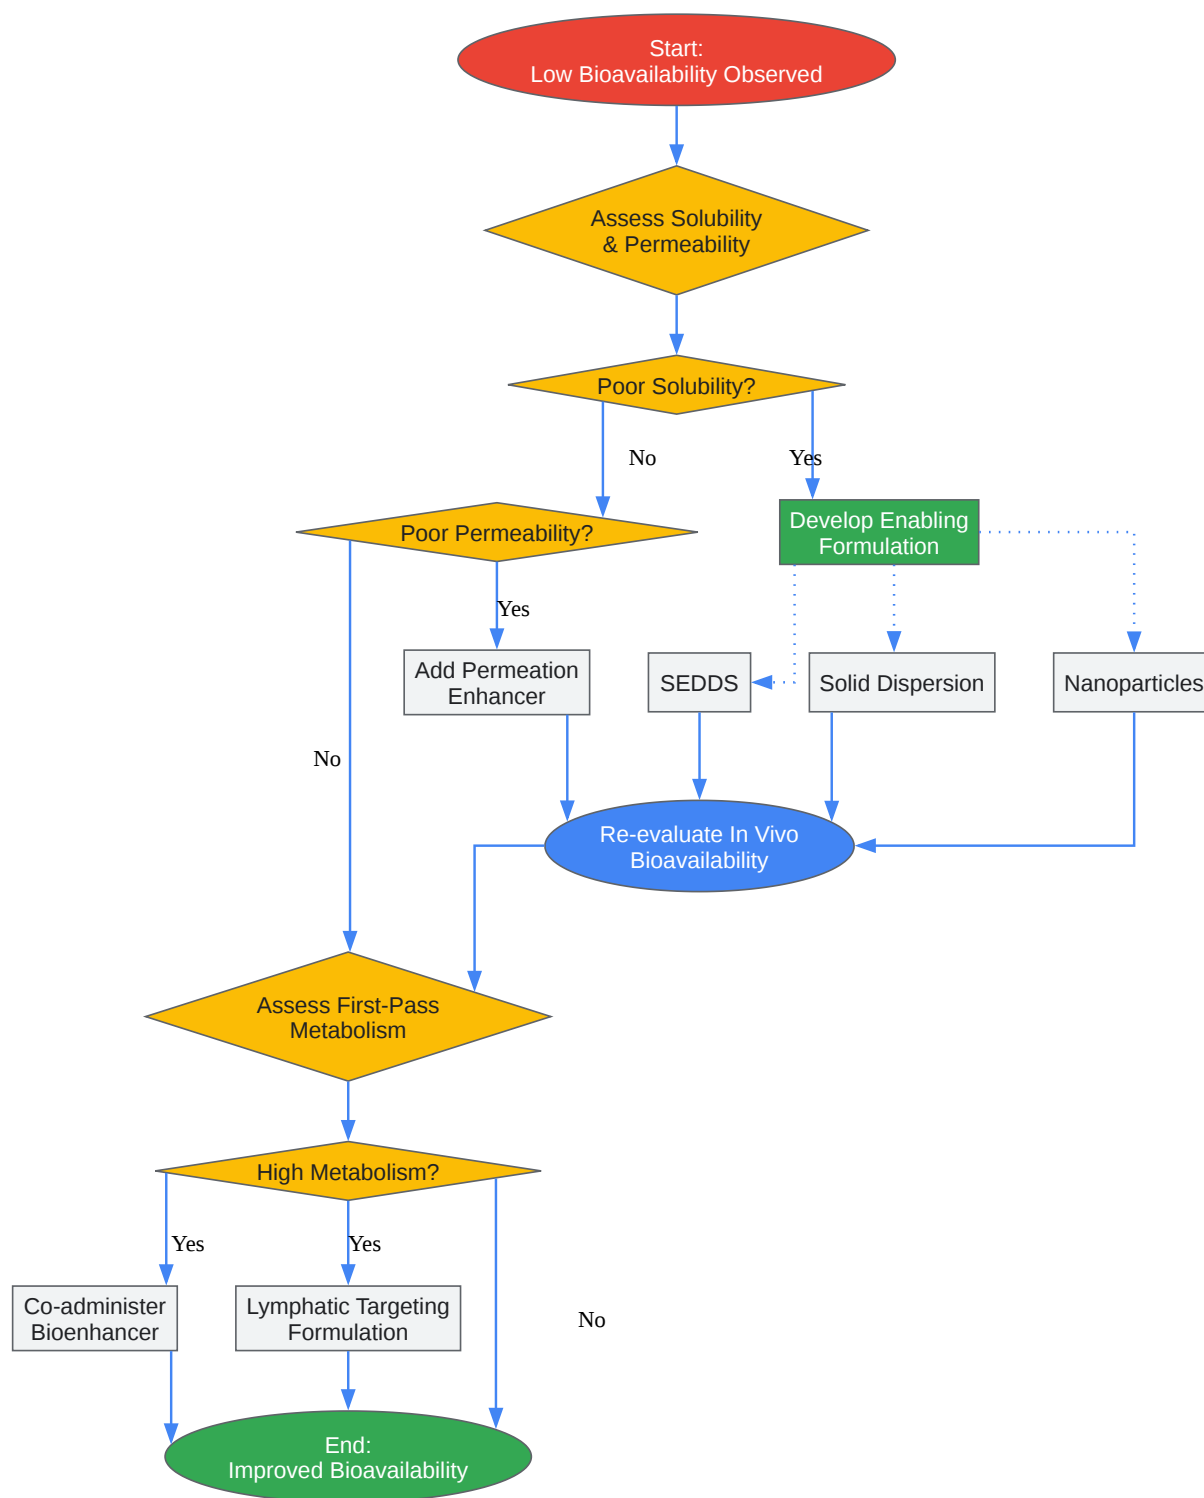 Start:
Low Bioavailability Observed
Assess Solubility
& Permeability
Poor Solubility?
No
Yes
Develop Enabling
Formulation
Poor Permeability?
Yes
Add Permeation
Enhancer
SEDDS
Solid Dispersion
Nanoparticles
No
Re-evaluate In Vivo
Bioavailability
Assess First-Pass
Metabolism
High Metabolism?
Yes
Yes
Co-administer
Bioenhancer
Lymphatic Targeting
Formulation
No
End:
Improved Bioavailability